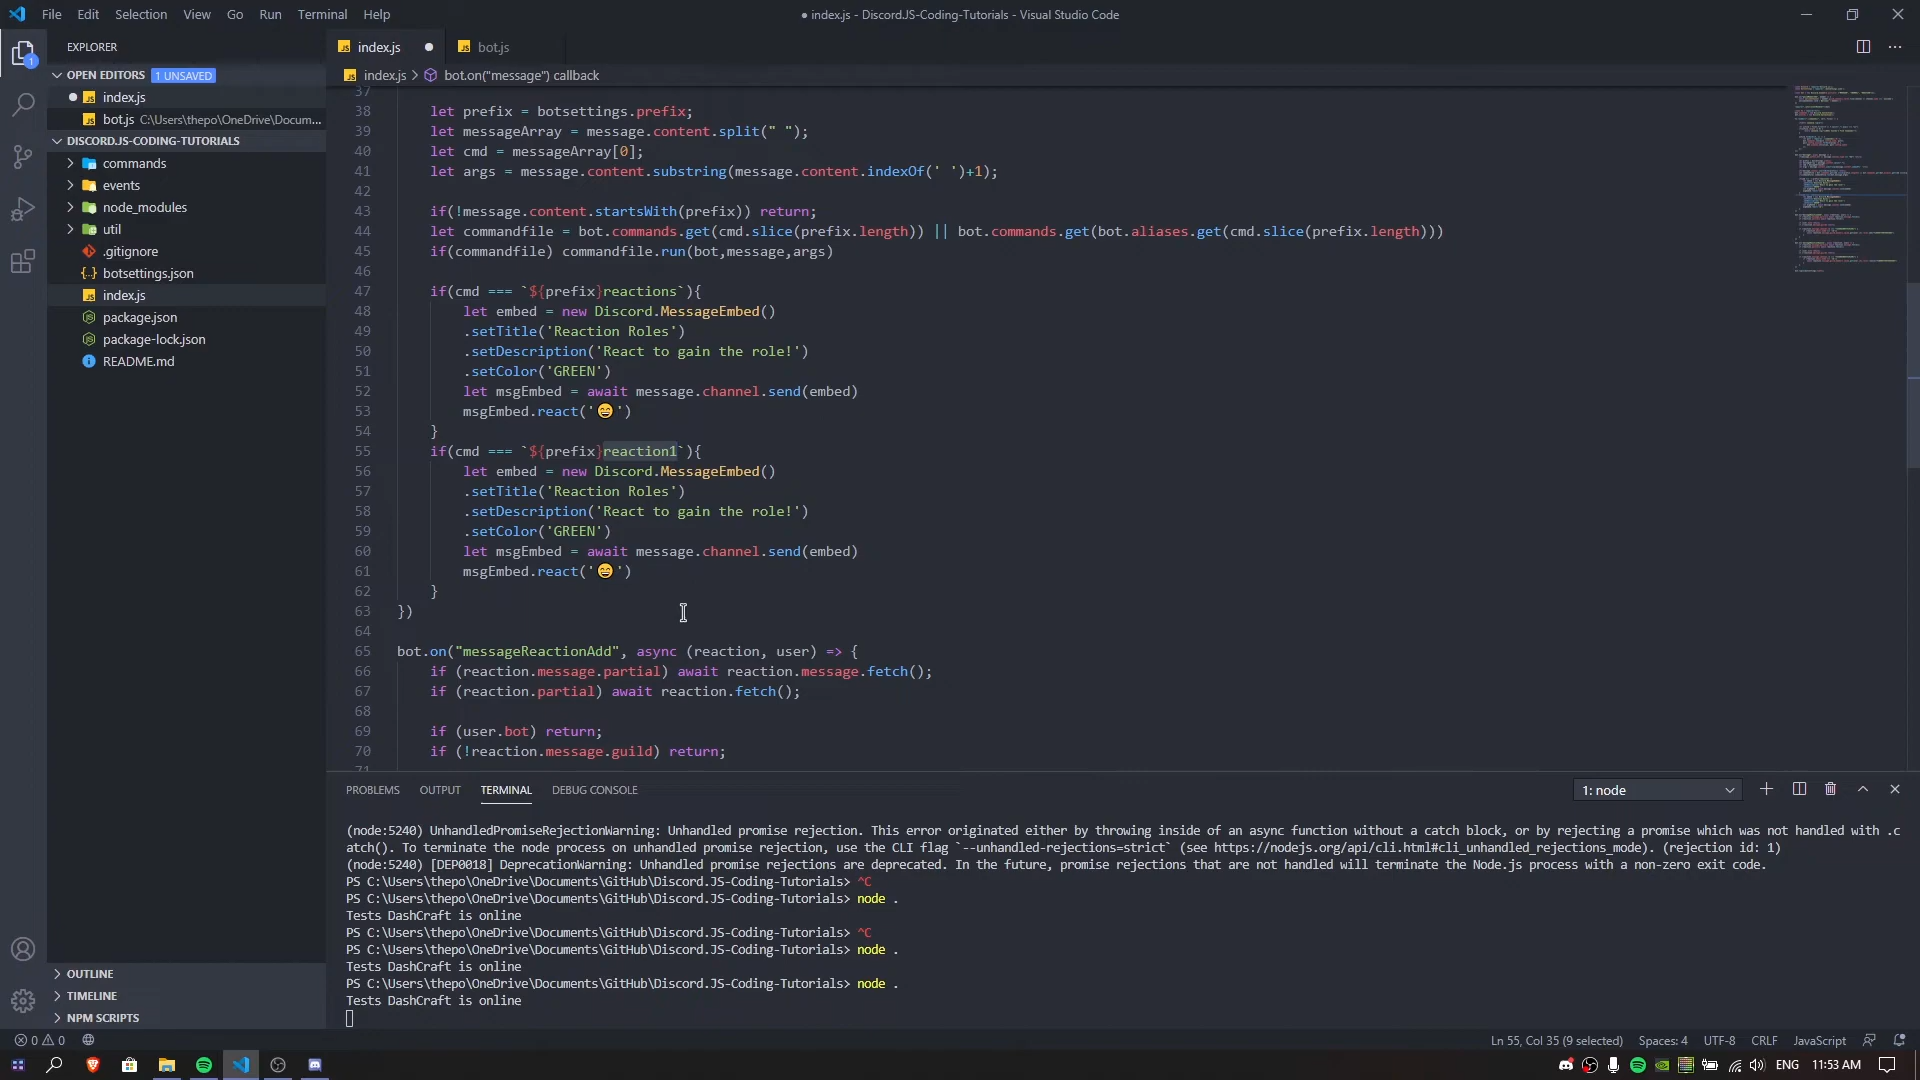 File Edit Selection View Go Run Terminal Help
● index.js - DiscordJS-Coding-Tutorials - Visual Studio Code
EXPLORER
OPEN EDITORS 1 UNSAVED
index.js
bot.js C:\Users\thepo\OneDrive\Docum...
DISCORDJS-CODING-TUTORIALS
commands
events
node_modules
util
.gitignore
botsettings.json
index.js
package.json
package-lock.json
README.md
OUTLINE
TIMELINE
NPM SCRIPTS
index.js bot.js
index.js > bot.on("message") callback
37
38 let prefix = botsettings.prefix;
39 let messageArray = message.content.split(" ");
40 let cmd = messageArray[0];
41 let args = message.content.substring(message.content.indexOf(' ')+1);
42
43 if(!message.content.startsWith(prefix)) return;
44 let commandfile = bot.commands.get(cmd.slice(prefix.length)) || bot.commands.get(bot.aliases.get(cmd.slice(prefix.length)))
45 if(commandfile) commandfile.run(bot,message,args)
46
47 if(cmd === `${prefix}reactions`){
48 let embed = new Discord.MessageEmbed()
49 .setTitle('Reaction Roles')
50 .setDescription('React to gain the role!')
51 .setColor('GREEN')
52 let msgEmbed = await message.channel.send(embed)
53 msgEmbed.react('😄')
54 }
55 if(cmd === `${prefix}reaction1`){
56 let embed = new Discord.MessageEmbed()
57 .setTitle('Reaction Roles')
58 .setDescription('React to gain the role!')
59 .setColor('GREEN')
60 let msgEmbed = await message.channel.send(embed)
61 msgEmbed.react('😄')
62 }
63 })
64
65 bot.on("messageReactionAdd", async (reaction, user) => {
66 if (reaction.message.partial) await reaction.message.fetch();
67 if (reaction.partial) await reaction.fetch();
68
69 if (user.bot) return;
70 if (!reaction.message.guild) return;
71
PROBLEMS OUTPUT TERMINAL DEBUG CONSOLE 1: node
(node:5240) UnhandledPromiseRejectionWarning: Unhandled promise rejection. This error originated either by throwing inside of an async function without a catch block, or by rejecting a promise which was not handled with .c
atch(). To terminate the node process on unhandled promise rejection, use the CLI flag `--unhandled-rejections=strict` (see https://nodejs.org/api/cli.html#cli_unhandled_rejections_mode). (rejection id: 1)
(node:5240) [DEP0018] DeprecationWarning: Unhandled promise rejections are deprecated. In the future, promise rejections that are not handled will terminate the Node.js process with a non-zero exit code.
PS C:\Users\thepo\OneDrive\Documents\GitHub\Discord.JS-Coding-Tutorials> ^C
PS C:\Users\thepo\OneDrive\Documents\GitHub\Discord.JS-Coding-Tutorials> node .
Tests DashCraft is online
PS C:\Users\thepo\OneDrive\Documents\GitHub\Discord.JS-Coding-Tutorials> ^C
PS C:\Users\thepo\OneDrive\Documents\GitHub\Discord.JS-Coding-Tutorials> node .
Tests DashCraft is online
PS C:\Users\thepo\OneDrive\Documents\GitHub\Discord.JS-Coding-Tutorials> node .
Tests DashCraft is online
0 0 Ln 55, Col 35 (9 selected) Spaces: 4 UTF-8 CRLF JavaScript
ENG 11:53 AM